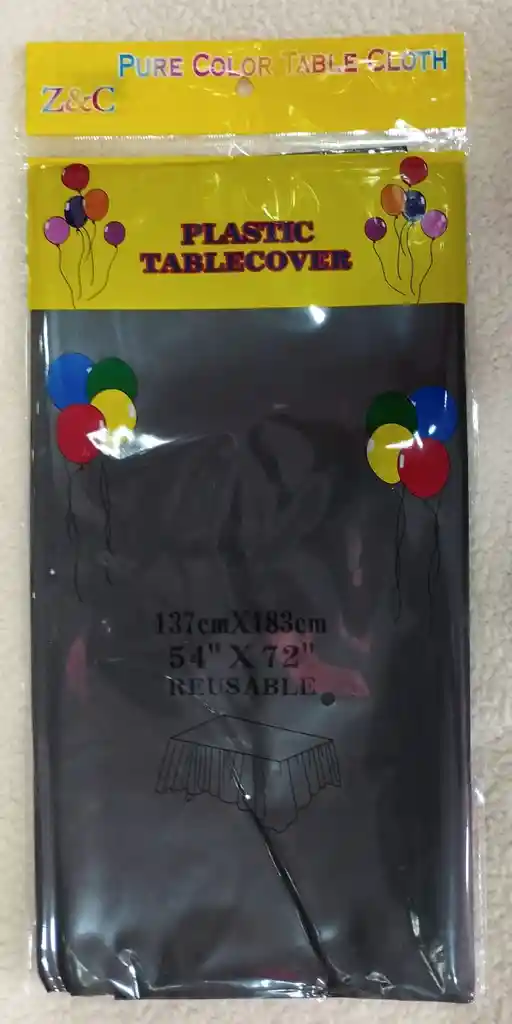 PURE COLOR TABLE CLOTH
Z&C
PLASTIC
TABLECOVER
137cmX183cm
54" X 72"
REUSABLE